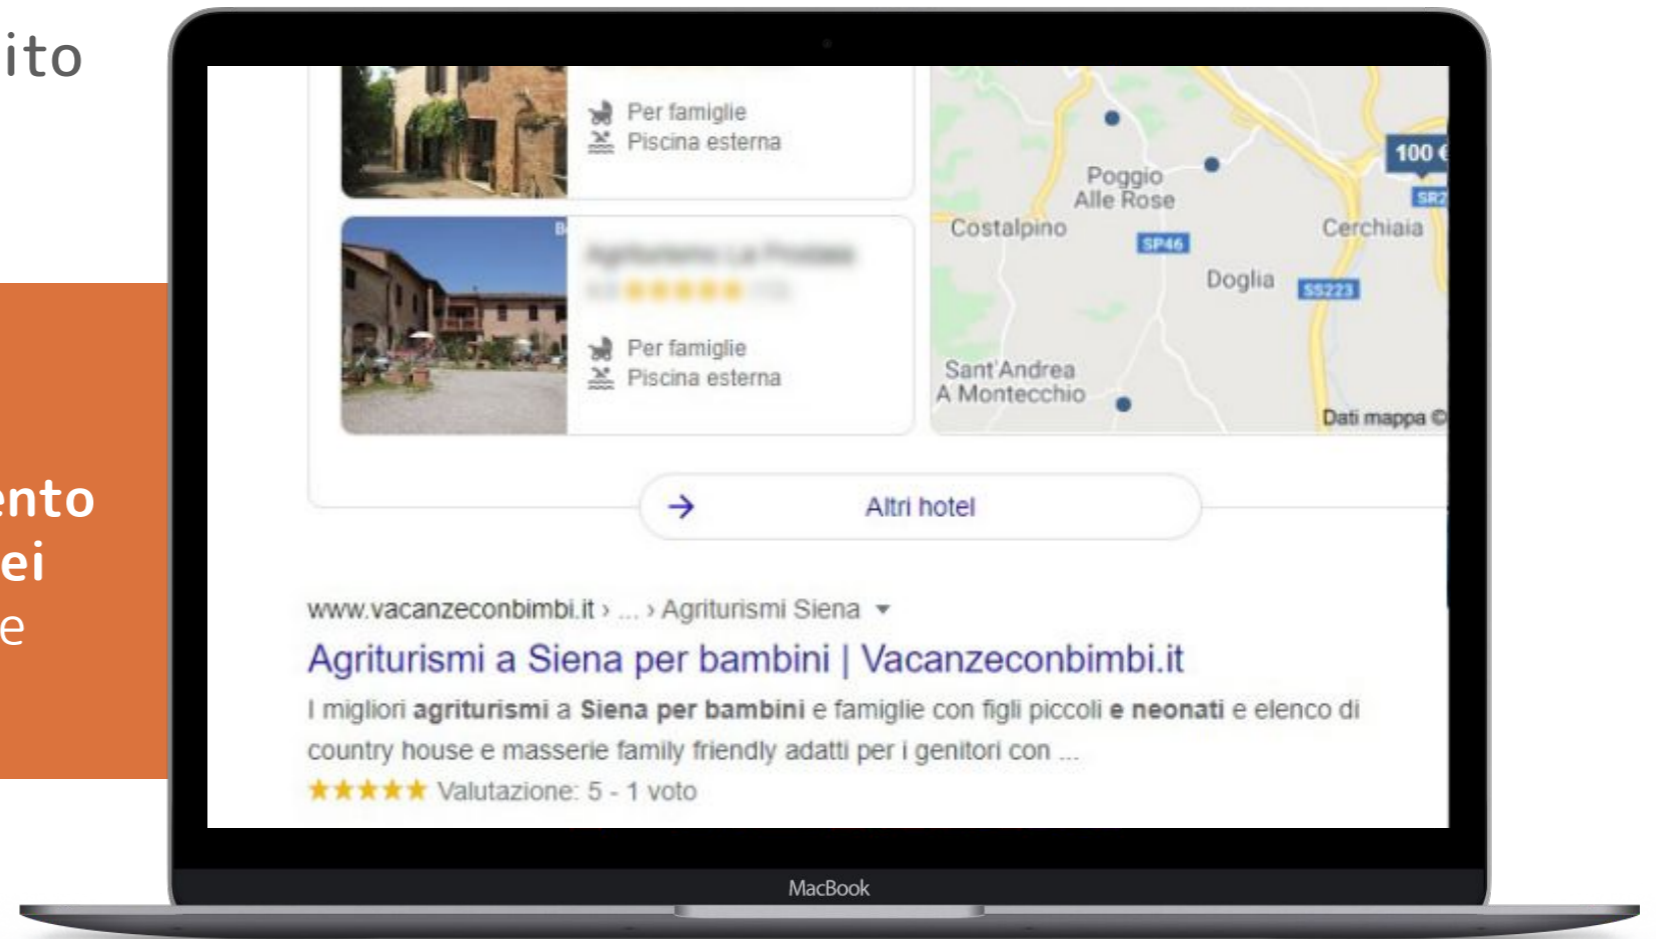 ito
ento
ei
e
Per famiglie
Piscina esterna
Per famiglie
Piscina esterna
100 €
Poggio
Alle Rose
SR2
Costalpino
SP46
Cerchiaia
Doglia
SS223
Sant'Andrea
A Montecchio
Dati mappa ©
→ Altri hotel
www.vacanzeconbimbi.it › ... › Agriturismi Siena
Agriturismi a Siena per bambini | Vacanzeconbimbi.it
I migliori agriturismi a Siena per bambini e famiglie con figli piccoli e neonati e elenco di
country house e masserie family friendly adatti per i genitori con ...
★★★★★ Valutazione: 5 - 1 voto
MacBook